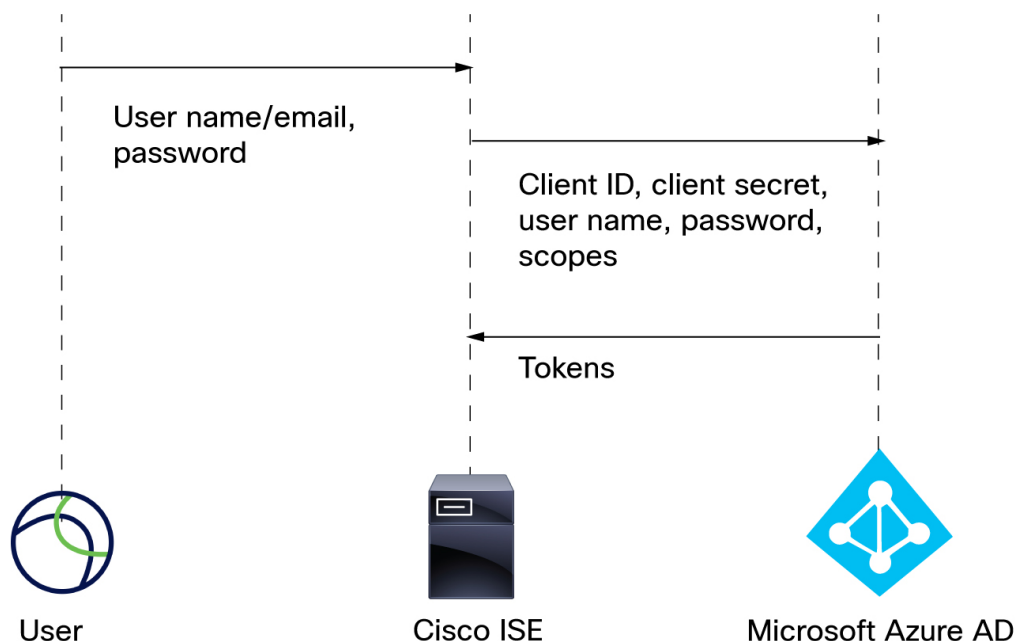 User name/email,
password
Client ID, client secret,
user name, password,
scopes
Tokens
User
Cisco ISE
Microsoft Azure AD